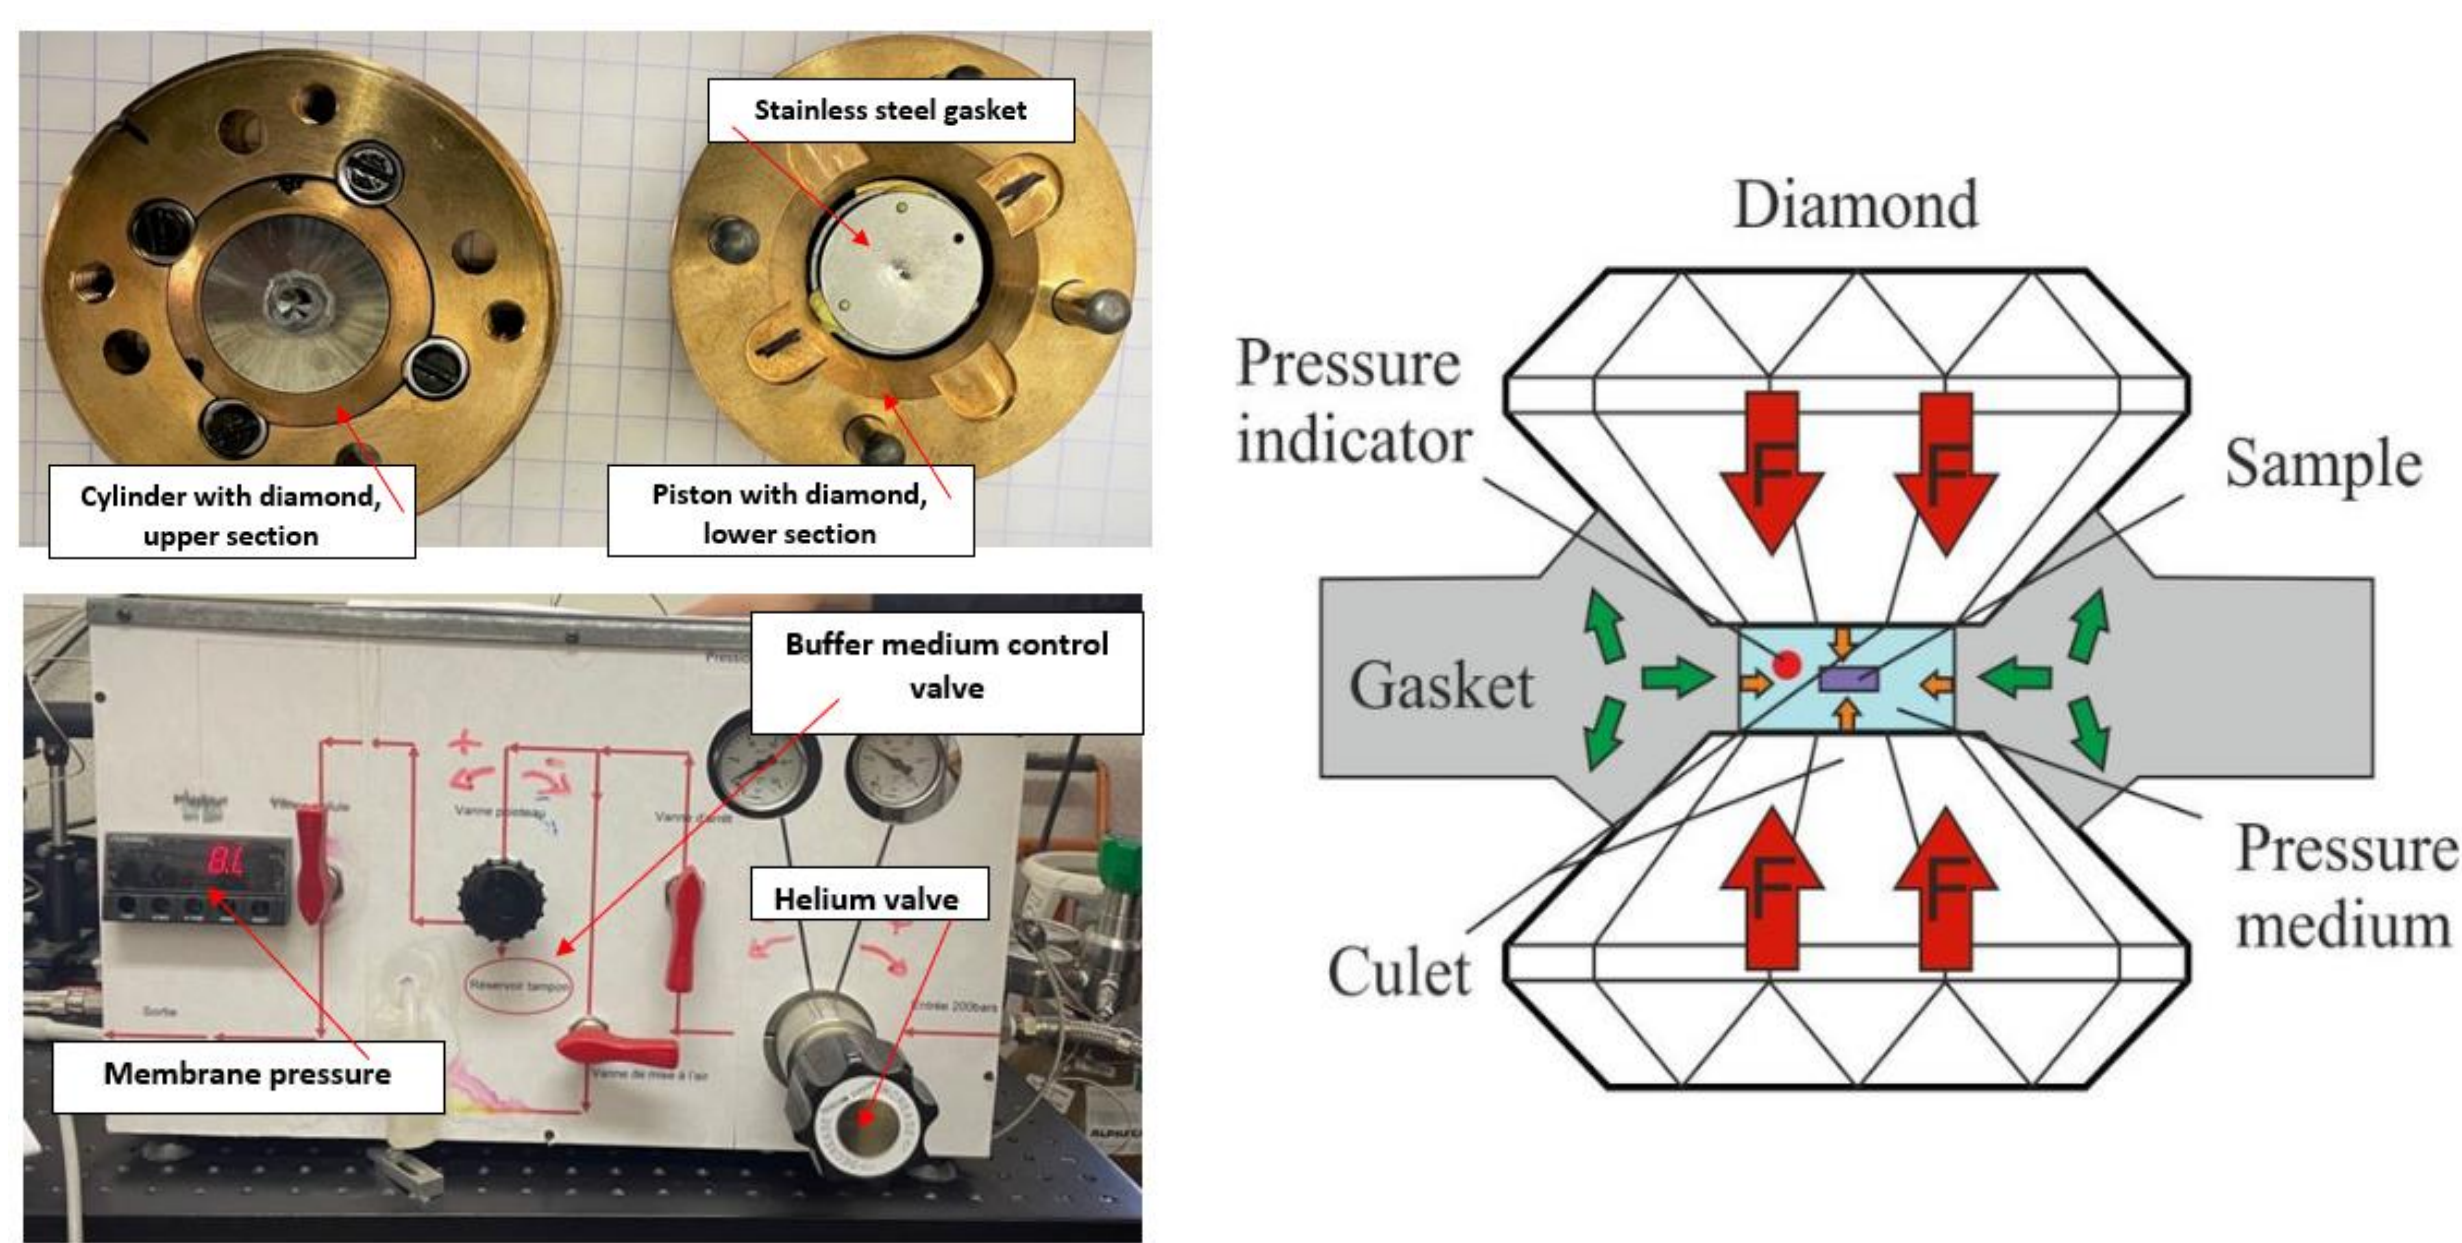 Stainless steel gasket
Cylinder with diamond,
upper section
Piston with diamond,
lower section
Buffer medium control
valve
Vanne pointeau
Vanne d'arrêt
8.
Helium valve
Réservoir tampon
Entrée 200bars
Sortie
Vanne de mise à l'air
Membrane pressure
+
-
Diamond
Pressure
indicator
Sample
F
F
Gasket
F
F
Culet
Pressure
medium